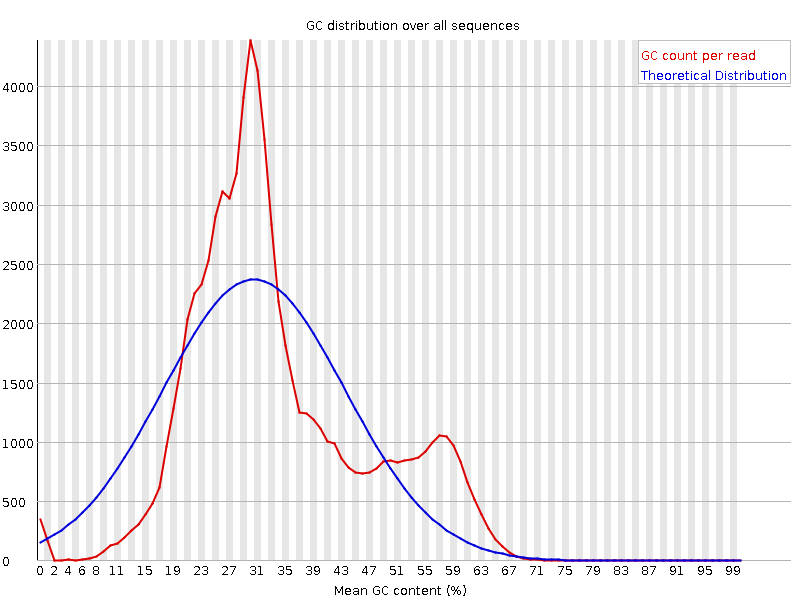 GC distribution over all sequences
GC count per read
Theoretical Distribution
4000
3500
3000
2500
2000
1500
1000
500
0
0 2 4 6 8 11 15 19 23 27 31 35 39 43 47 51 55 59 63 67 71 75 79 83 87 91 95 99
Mean GC content (%)